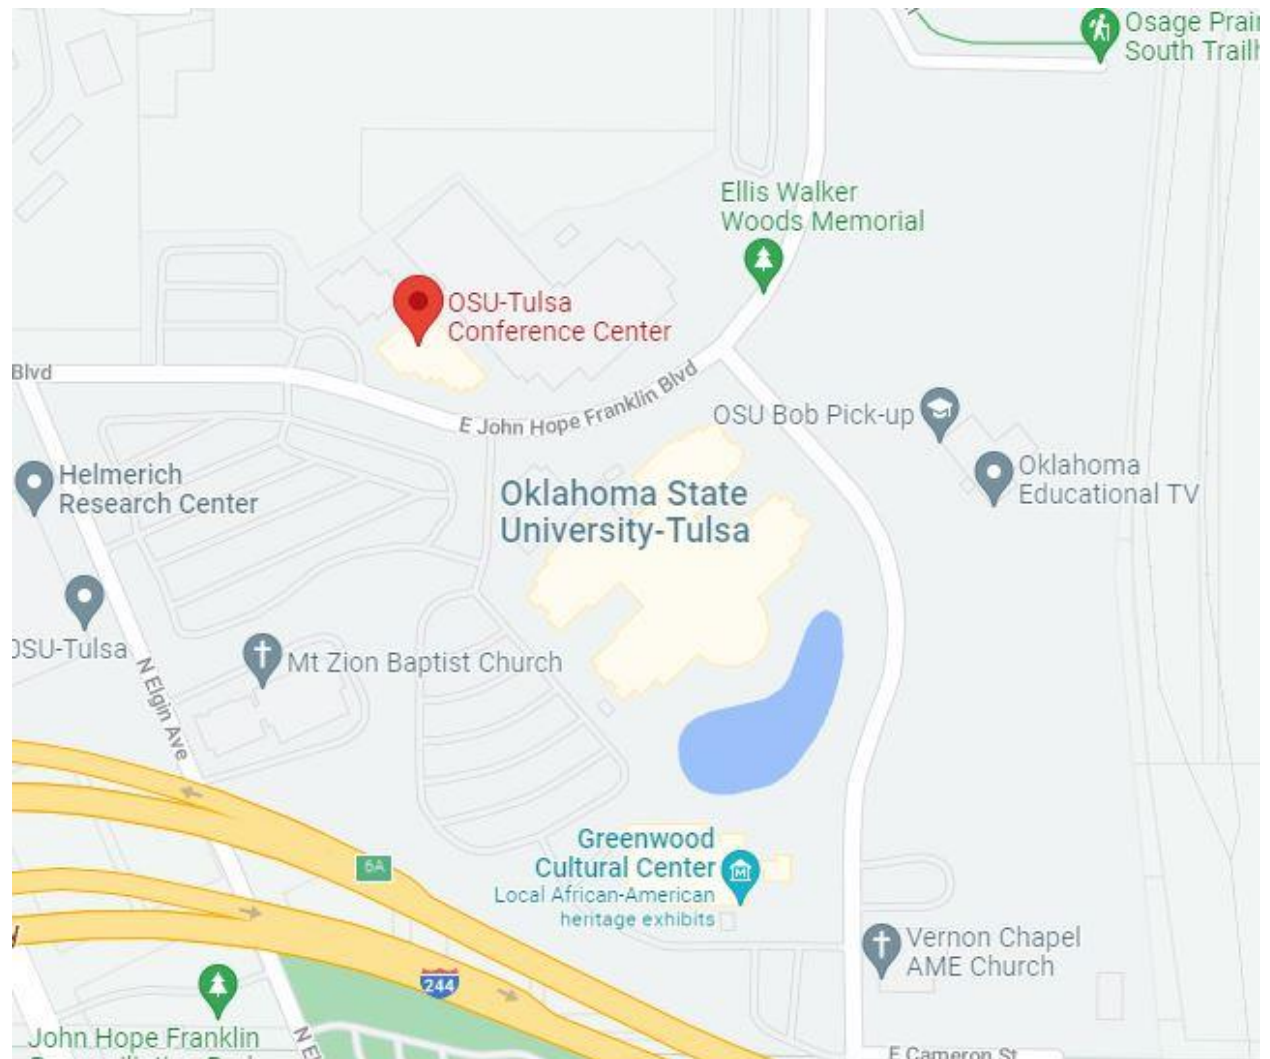 Osage Prai
South Trail
Ellis Walker
Woods Memorial
OSU-Tulsa
Conference Center
Blvd
E John Hope Franklin Blvd
OSU Bob Pick-up
Oklahoma
Educational TV
Helmerich
Research Center
Oklahoma State
University-Tulsa
OSU-Tulsa
Mt Zion Baptist Church
N Elgin Ave
6A
Greenwood
Cultural Center
Local African-American
heritage exhibits
M
Vernon Chapel
AME Church
244
John Hope Franklin
N E
E Cameron St